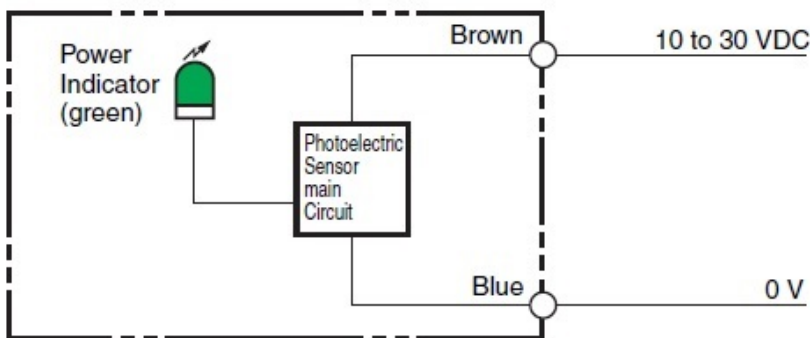 Power
Indicator
(green)
Brown
10 to 30 VDC
Photoelectric
Sensor
main
Circuit
Blue
0 V